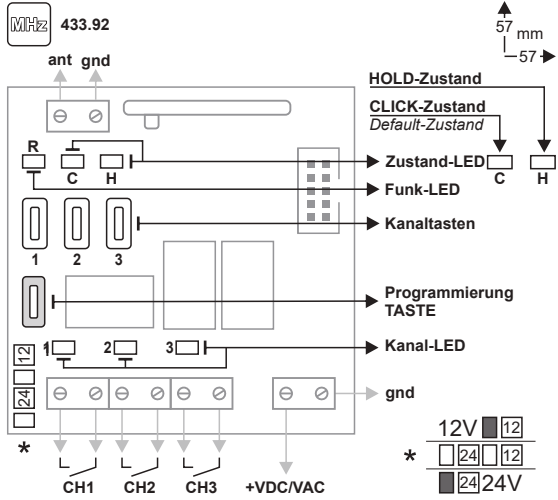 MHz 433.92
57 mm
57
ant gnd
HOLD-Zustand
CLICK-Zustand
Default-Zustand
R
C H
Zustand-LED
C H
Funk-LED
Kanaltasten
1 2 3
Programmierung
TASTE
1 2 3
Kanal-LED
12
24
gnd
*
CH1 CH2 CH3 +VDC/VAC
12V 12
* 24 12
24 24V